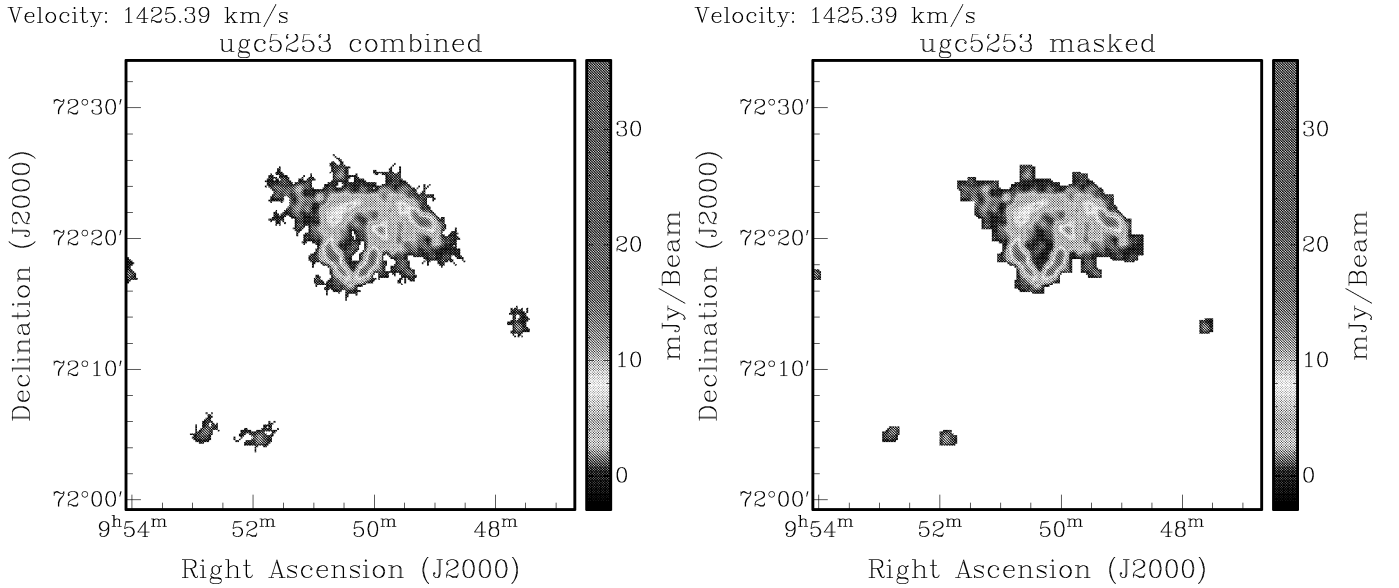 Velocity: 1425.39 km/s
ugc5253 combined
72°30′
72°20′
72°10′
72°00′
9ʰ54ᵐ
52ᵐ
50ᵐ
48ᵐ
Right Ascension (J2000)
Declination (J2000)
30
20
10
0
mJy/Beam
Velocity: 1425.39 km/s
ugc5253 masked
72°30′
72°20′
72°10′
72°00′
9ʰ54ᵐ
52ᵐ
50ᵐ
48ᵐ
Right Ascension (J2000)
Declination (J2000)
30
20
10
0
mJy/Beam